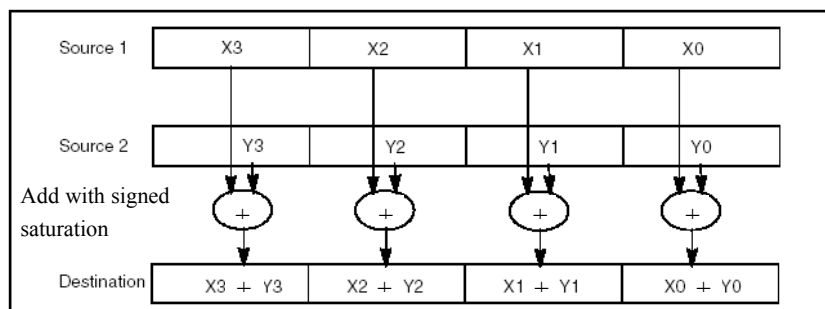 Source 1 X3 X2 X1 X0
Source 2 Y3 Y2 Y1 Y0
Add with signed
saturation
+ + + +
Destination X3 + Y3 X2 + Y2 X1 + Y1 X0 + Y0